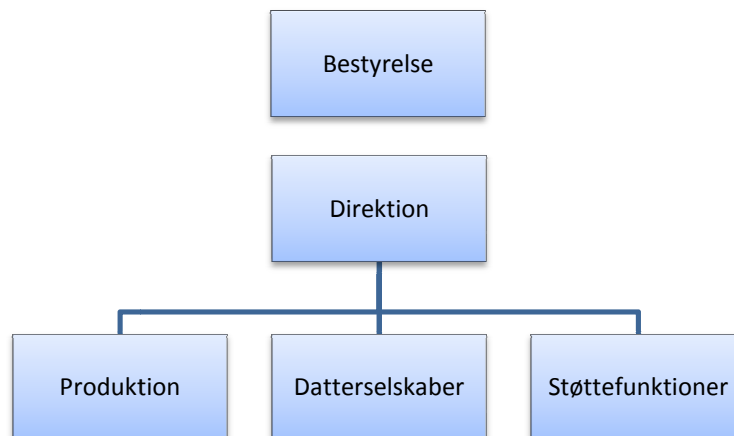 Bestyrelse
Direktion
Produktion
Datterselskaber
Støttefunktioner